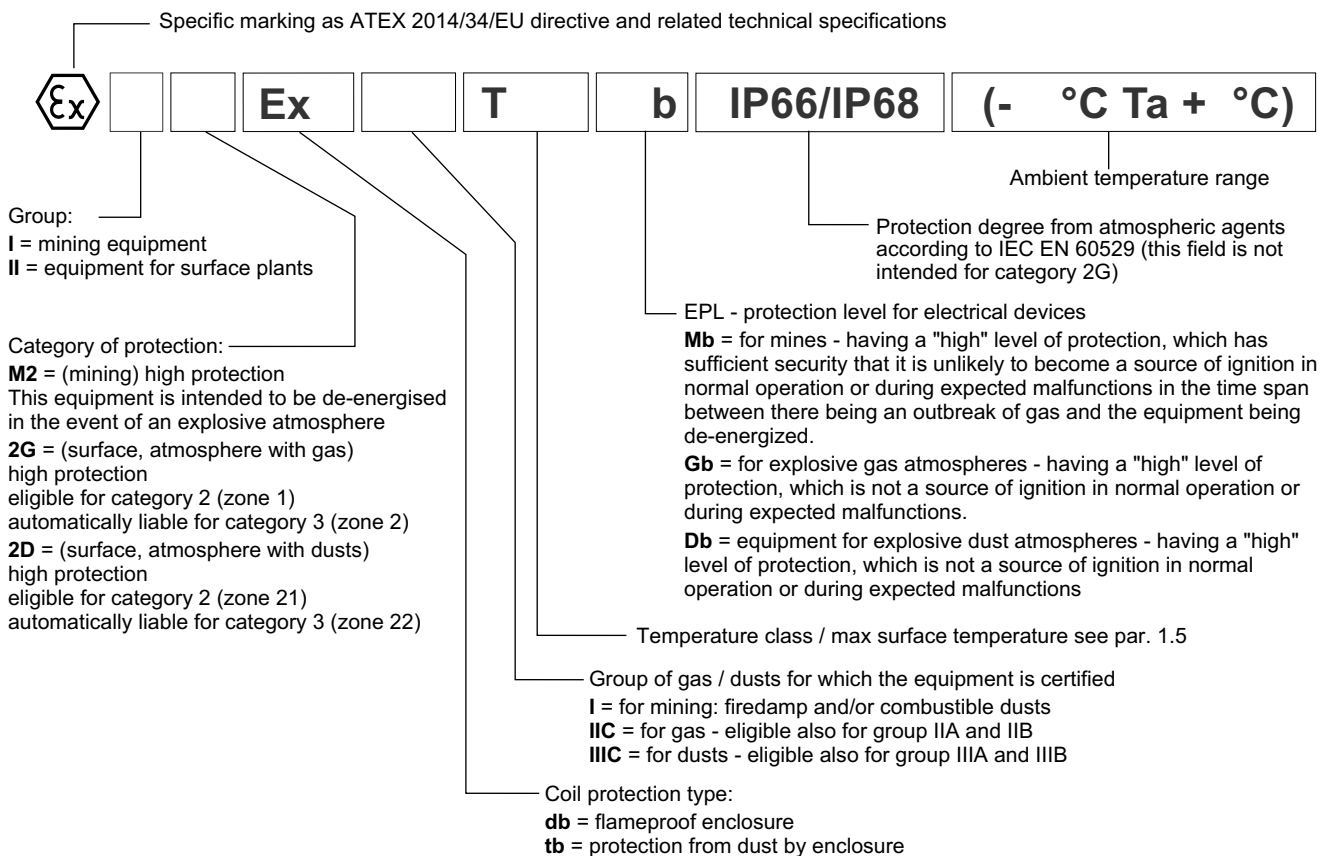 Specific marking as ATEX 2014/34/EU directive and related technical specifications
Ex Ex T b IP66/IP68 (- °C Ta + °C)
Ambient temperature range
Group:
I = mining equipment
II = equipment for surface plants
Protection degree from atmospheric agents
according to IEC EN 60529 (this field is not
intended for category 2G)
EPL - protection level for electrical devices
Mb = for mines - having a "high" level of protection, which has
sufficient security that it is unlikely to become a source of ignition in
normal operation or during expected malfunctions in the time span
between there being an outbreak of gas and the equipment being
de-energized.
Gb = for explosive gas atmospheres - having a "high" level of
protection, which is not a source of ignition in normal operation or
during expected malfunctions.
Db = equipment for explosive dust atmospheres - having a "high"
level of protection, which is not a source of ignition in normal
operation or during expected malfunctions
Category of protection:
M2 = (mining) high protection
This equipment is intended to be de-energised
in the event of an explosive atmosphere
2G = (surface, atmosphere with gas)
high protection
eligible for category 2 (zone 1)
automatically liable for category 3 (zone 2)
2D = (surface, atmosphere with dusts)
high protection
eligible for category 2 (zone 21)
automatically liable for category 3 (zone 22)
Temperature class / max surface temperature see par. 1.5
Group of gas / dusts for which the equipment is certified
I = for mining: firedamp and/or combustible dusts
IIC = for gas - eligible also for group IIA and IIB
IIIC = for dusts - eligible also for group IIIA and IIIB
Coil protection type:
db = flameproof enclosure
tb = protection from dust by enclosure